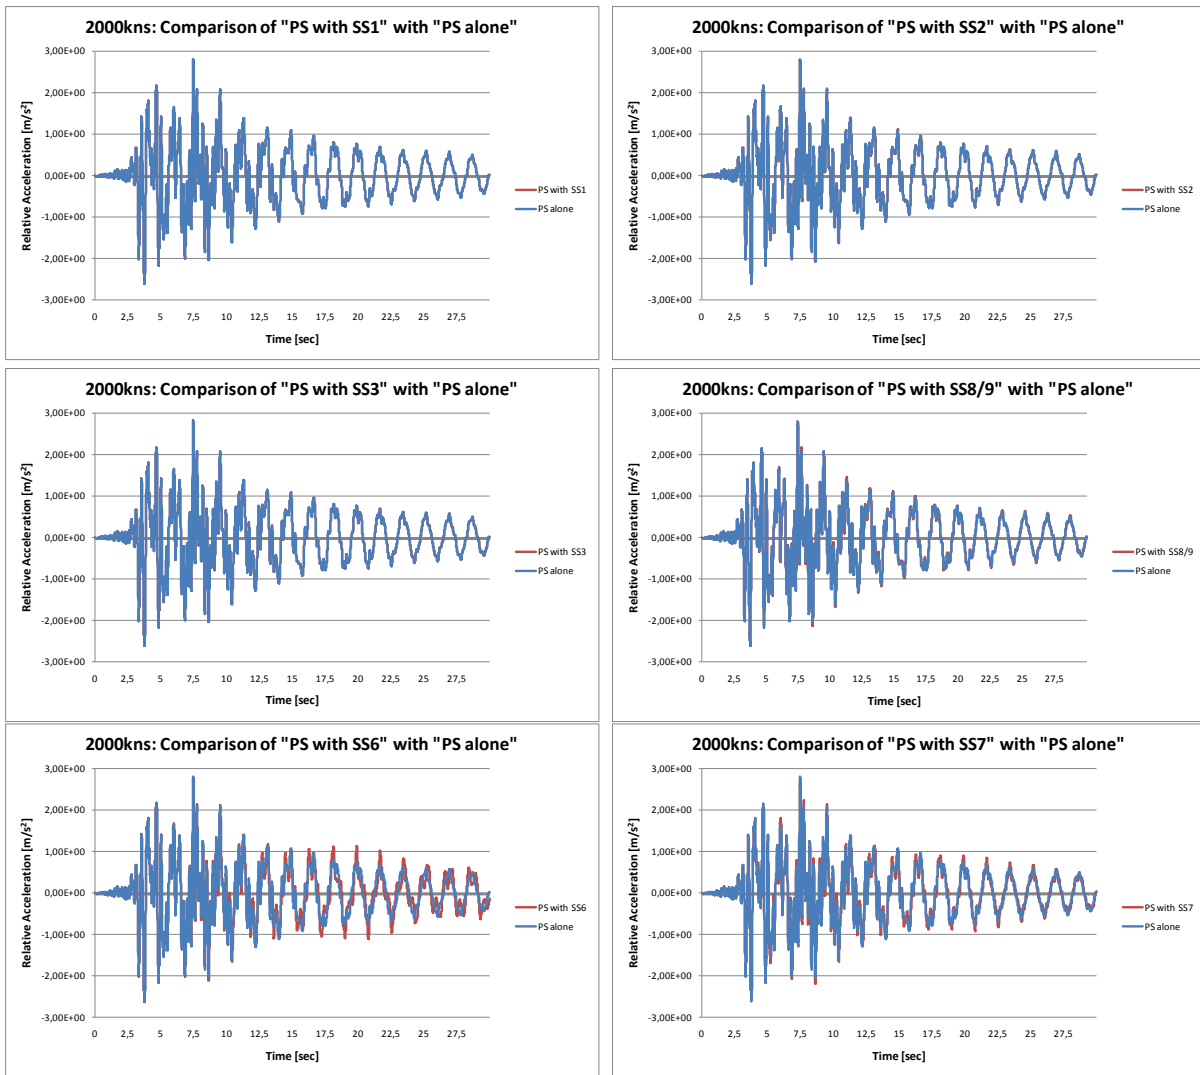 2000kns: Comparison of "PS with SS1" with "PS alone"
3,00E+00
2,00E+00
1,00E+00
0,00E+00
-1,00E+00
-2,00E+00
-3,00E+00
Relative Acceleration [m/s²]
0 2,5 5 7,5 10 12,5 15 17,5 20 22,5 25 27,5
Time [sec]
PS with SS1
PS alone
2000kns: Comparison of "PS with SS2" with "PS alone"
3,00E+00
2,00E+00
1,00E+00
0,00E+00
-1,00E+00
-2,00E+00
-3,00E+00
Relative Acceleration [m/s²]
0 2,5 5 7,5 10 12,5 15 17,5 20 22,5 25 27,5
Time [sec]
PS with SS2
PS alone
2000kns: Comparison of "PS with SS3" with "PS alone"
3,00E+00
2,00E+00
1,00E+00
0,00E+00
-1,00E+00
-2,00E+00
-3,00E+00
Relative Acceleration [m/s²]
0 2,5 5 7,5 10 12,5 15 17,5 20 22,5 25 27,5
Time [sec]
PS with SS3
PS alone
2000kns: Comparison of "PS with SS8/9" with "PS alone"
3,00E+00
2,00E+00
1,00E+00
0,00E+00
-1,00E+00
-2,00E+00
-3,00E+00
Relative Acceleration [m/s²]
0 2,5 5 7,5 10 12,5 15 17,5 20 22,5 25 27,5
Time [sec]
PS with SS8/9
PS alone
2000kns: Comparison of "PS with SS6" with "PS alone"
3,00E+00
2,00E+00
1,00E+00
0,00E+00
-1,00E+00
-2,00E+00
-3,00E+00
Relative Acceleration [m/s²]
0 2,5 5 7,5 10 12,5 15 17,5 20 22,5 25 27,5
Time [sec]
PS with SS6
PS alone
2000kns: Comparison of "PS with SS7" with "PS alone"
3,00E+00
2,00E+00
1,00E+00
0,00E+00
-1,00E+00
-2,00E+00
-3,00E+00
Relative Acceleration [m/s²]
0 2,5 5 7,5 10 12,5 15 17,5 20 22,5 25 27,5
Time [sec]
PS with SS7
PS alone